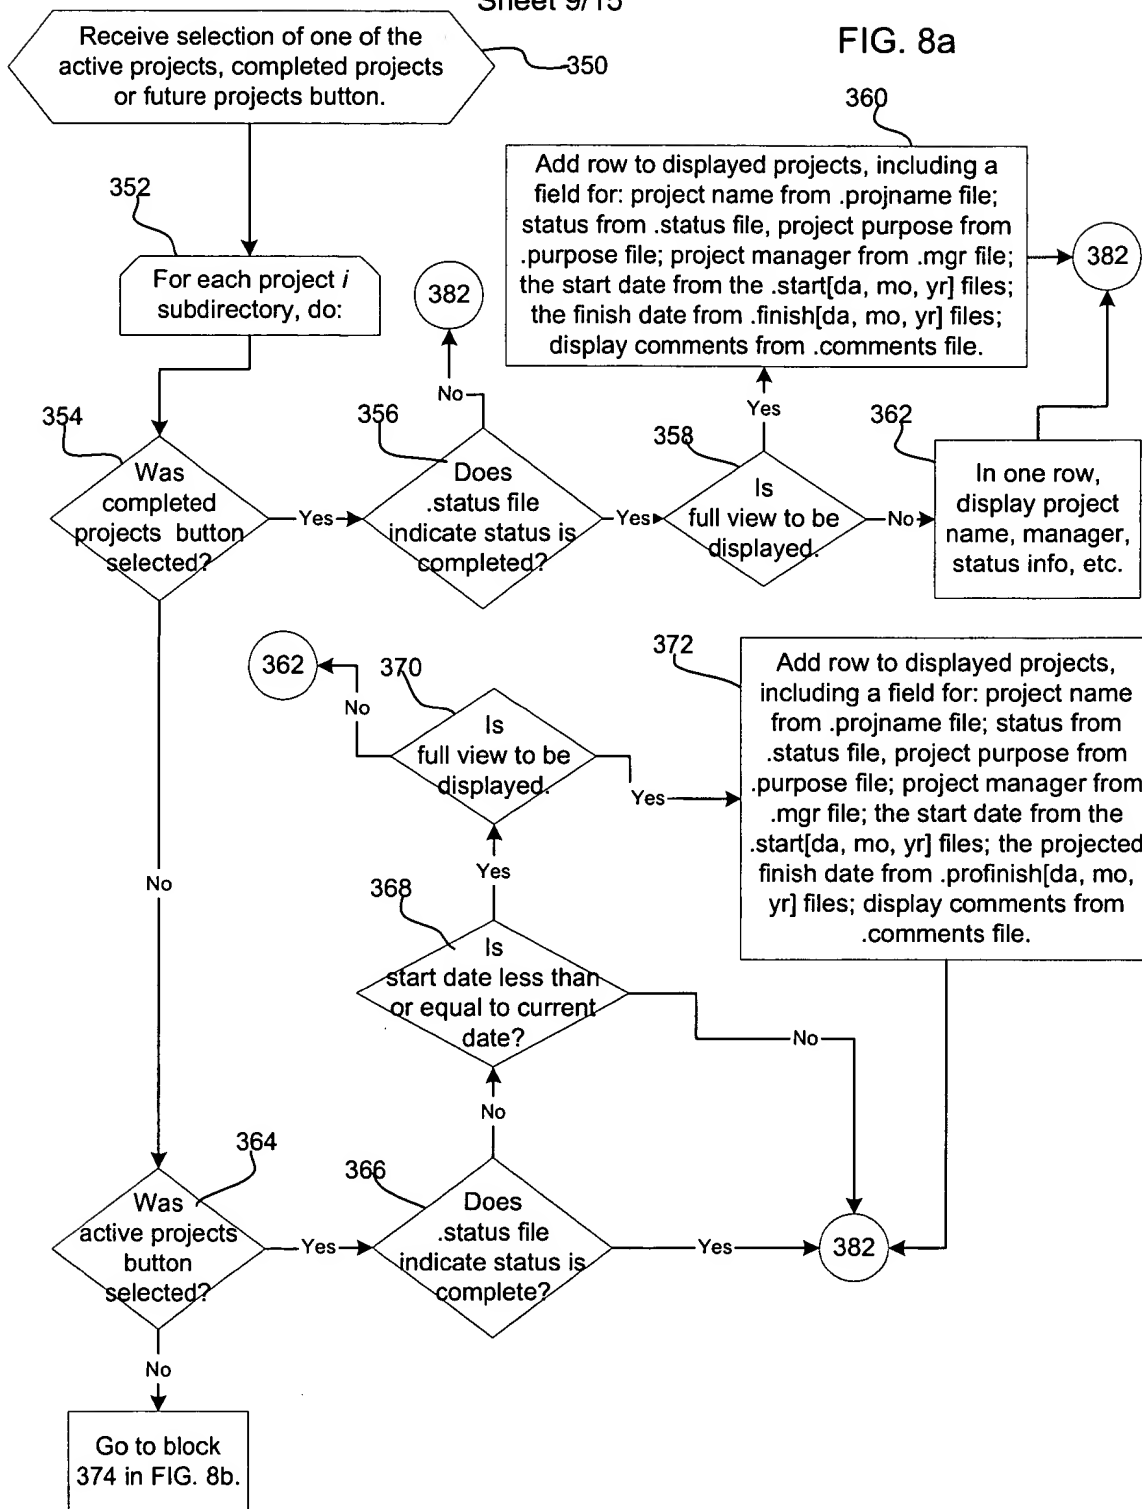 Sheet 9/15
FIG. 8a
Receive selection of one of the
active projects, completed projects
or future projects button.
350
360
Add row to displayed projects, including a
field for: project name from .projname file;
status from .status file, project purpose from
.purpose file; project manager from .mgr file;
the start date from the .start[da, mo, yr] files;
the finish date from .finish[da, mo, yr] files;
display comments from .comments file.
382
352
For each project i
subdirectory, do:
382
No
Yes
354
Was
completed
projects button
selected?
Yes
356
Does
.status file
indicate status is
completed?
Yes
358
Is
full view to be
displayed.
No
362
In one row,
display project
name, manager,
status info, etc.
362
No
370
Is
full view to be
displayed.
Yes
372
Add row to displayed projects,
including a field for: project name
from .projname file; status from
.status file, project purpose from
.purpose file; project manager from
.mgr file; the start date from the
.start[da, mo, yr] files; the projected
finish date from .profinish[da, mo,
yr] files; display comments from
.comments file.
No
Yes
368
Is
start date less than
or equal to current
date?
No
No
364
Was
active projects
button
selected?
Yes
366
Does
.status file
indicate status is
complete?
Yes
382
No
Go to block
374 in FIG. 8b.